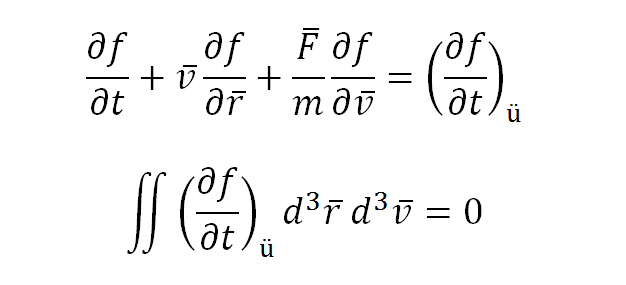 ∂f/∂t + v̄ ∂f/∂r̄ + F̄/m ∂f/∂v̄ = (∂f/∂t)ü
∬ (∂f/∂t)ü d³r̄ d³v̄ = 0